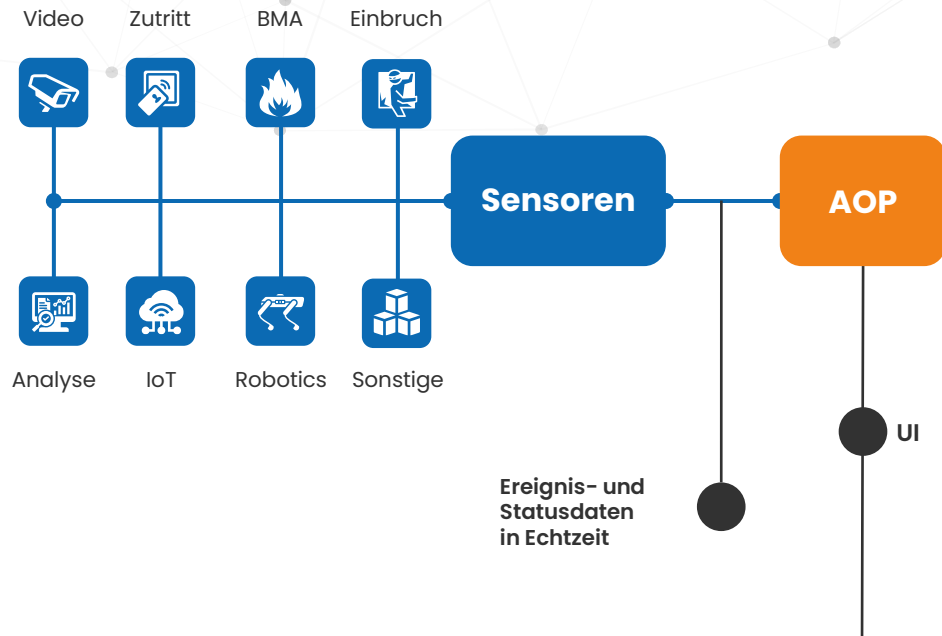 Video
Zutritt
BMA
Einbruch
Sensoren
AOP
Analyse
IoT
Robotics
Sonstige
UI
Ereignis- und
Statusdaten
in Echtzeit